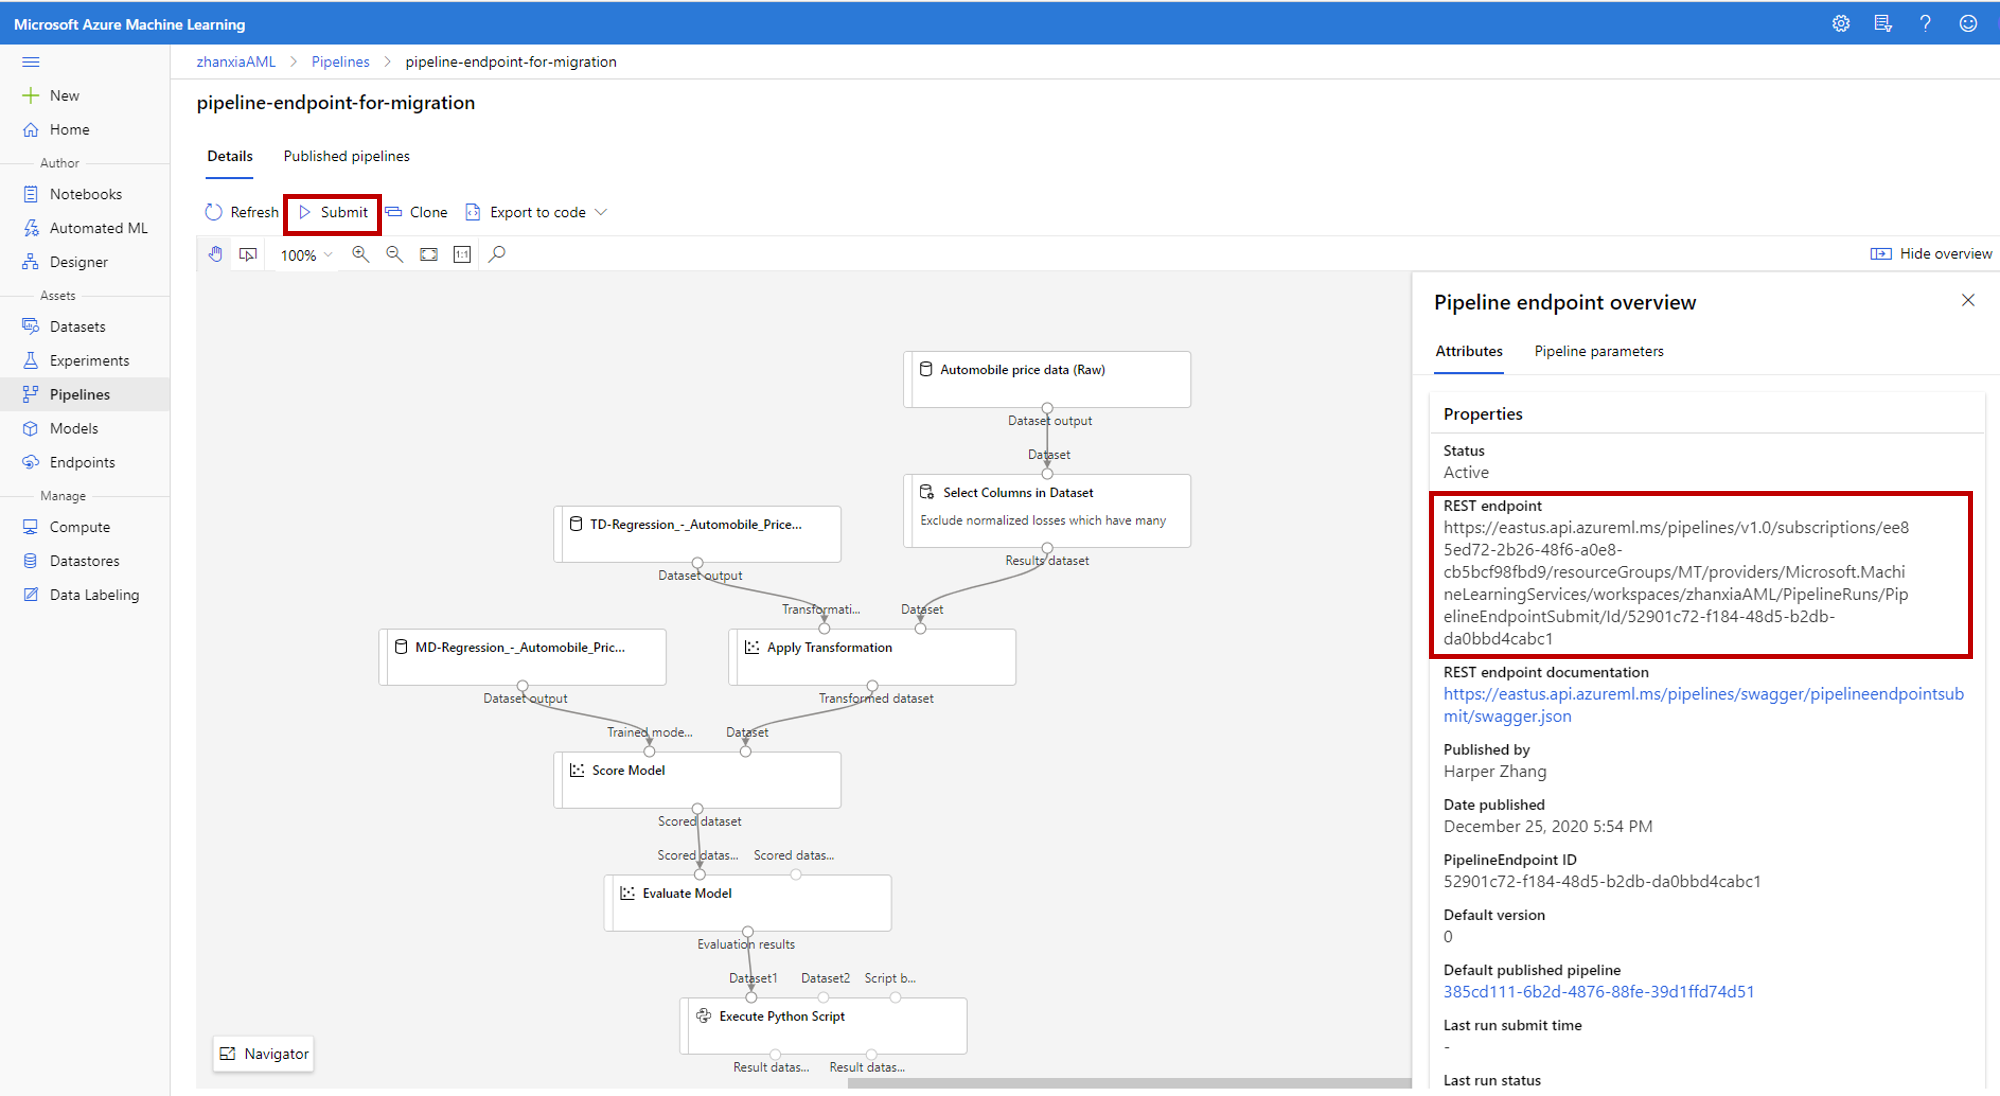 Microsoft Azure Machine Learning
zhanxiaAML > Pipelines > pipeline-endpoint-for-migration
New
Home
Author
Notebooks
Automated ML
Designer
Assets
Datasets
Experiments
Pipelines
Models
Endpoints
Manage
Compute
Datastores
Data Labeling
pipeline-endpoint-for-migration
Details Published pipelines
Refresh Submit Clone Export to code
100% 1:1 Hide overview
Automobile price data (Raw)
Dataset output
Dataset
Select Columns in Dataset
Exclude normalized losses which have many
Results dataset
TD-Regression_-_Automobile_Price...
Dataset output
Transformati... Dataset
MD-Regression_-_Automobile_Pric...
Dataset output
Apply Transformation
Transformed dataset
Trained mode... Dataset
Score Model
Scored dataset
Scored datas... Scored datas...
Evaluate Model
Evaluation results
Dataset1 Dataset2 Script b...
Execute Python Script
Result datas... Result datas...
Navigator
Pipeline endpoint overview
Attributes Pipeline parameters
Properties
Status
Active
REST endpoint
https://eastus.api.azureml.ms/pipelines/v1.0/subscriptions/ee8
5ed72-2b26-48f6-a0e8-
cb5bcf98fbd9/resourceGroups/MT/providers/Microsoft.Machi
neLearningServices/workspaces/zhanxiaAML/PipelineRuns/Pip
elineEndpointSubmit/Id/52901c72-f184-48d5-b2db-
da0bbd4cabc1
REST endpoint documentation
https://eastus.api.azureml.ms/pipelines/swagger/pipelineendpointsub
mit/swagger.json
Published by
Harper Zhang
Date published
December 25, 2020 5:54 PM
PipelineEndpoint ID
52901c72-f184-48d5-b2db-da0bbd4cabc1
Default version
0
Default published pipeline
385cd111-6b2d-4876-88fe-39d1ffd74d51
Last run submit time
-
Last run status